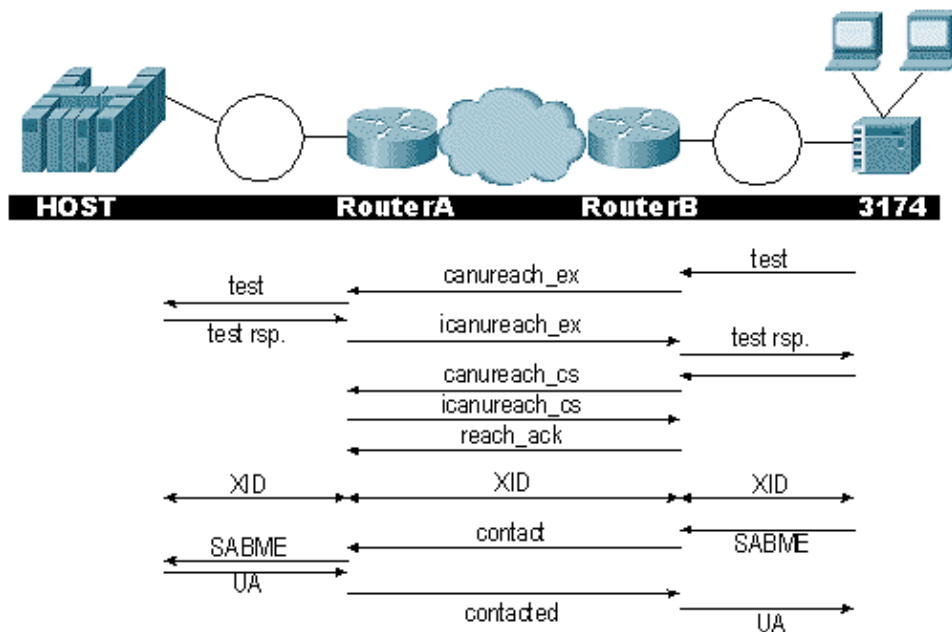 HOST RouterA RouterB 3174
test
canureach_ex
test
test rsp.
icanureach_ex
test rsp.
canureach_cs
icanureach_cs
reach_ack
XID XID XID
contact
SABME
SABME
UA
contacted
UA